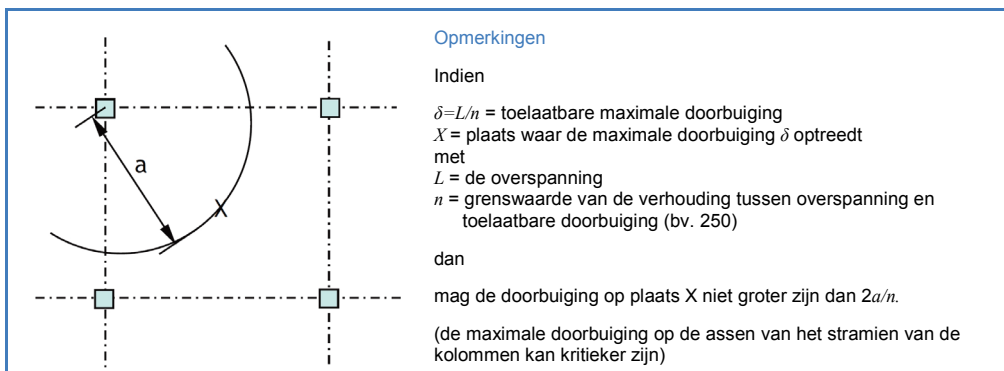 a
X
Opmerkingen
Indien
δ=L/n = toelaatbare maximale doorbuiging
X = plaats waar de maximale doorbuiging δ optreedt
met
L = de overspanning
n = grenswaarde van de verhouding tussen overspanning en
toelaatbare doorbuiging (bv. 250)
dan
mag de doorbuiging op plaats X niet groter zijn dan 2a/n.
(de maximale doorbuiging op de assen van het stramien van de
kolommen kan kritieker zijn)